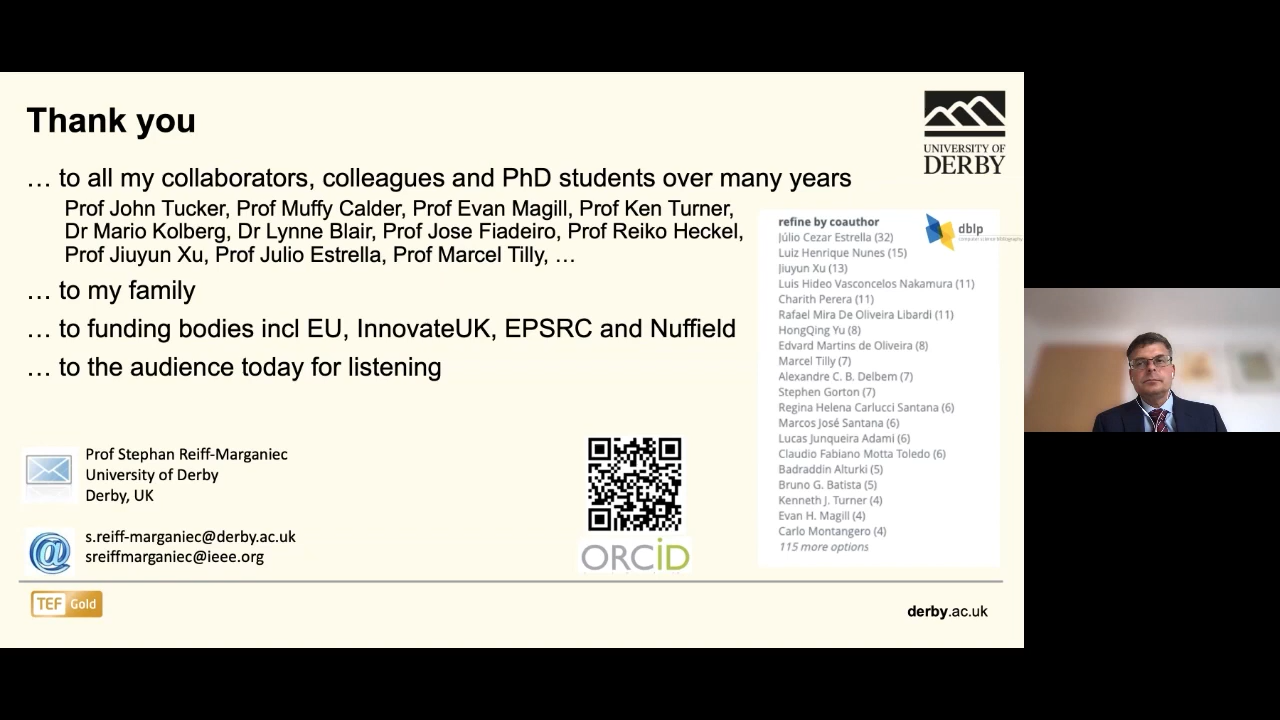 Thank you
… to all my collaborators, colleagues and PhD students over many years
Prof John Tucker, Prof Muffy Calder, Prof Evan Magill, Prof Ken Turner,
Dr Mario Kolberg, Dr Lynne Blair, Prof Jose Fiadeiro, Prof Reiko Heckel,
Prof Jiuyun Xu, Prof Julio Estrella, Prof Marcel Tilly, …
… to my family
… to funding bodies incl EU, InnovateUK, EPSRC and Nuffield
… to the audience today for listening
UNIVERSITY OF
DERBY
refine by coauthor
dblp
computer science bibliography
Júlio Cezar Estrella (32)
Luiz Henrique Nunes (15)
Jiuyun Xu (13)
Luis Hideo Vasconcelos Nakamura (11)
Charith Perera (11)
Rafael Mira De Oliveira Libardi (11)
HongQing Yu (8)
Edvard Martins de Oliveira (8)
Marcel Tilly (7)
Alexandre C. B. Delbem (7)
Stephen Gorton (7)
Regina Helena Carlucci Santana (6)
Marcos José Santana (6)
Lucas Junqueira Adami (6)
Claudio Fabiano Motta Toledo (6)
Badraddin Alturki (5)
Bruno G. Batista (5)
Kenneth J. Turner (4)
Evan H. Magill (4)
Carlo Montangero (4)
115 more options
Prof Stephan Reiff-Marganiec
University of Derby
Derby, UK
s.reiff-marganiec@derby.ac.uk
sreiffmarganiec@ieee.org
ORCiD
TEF Gold
derby.ac.uk